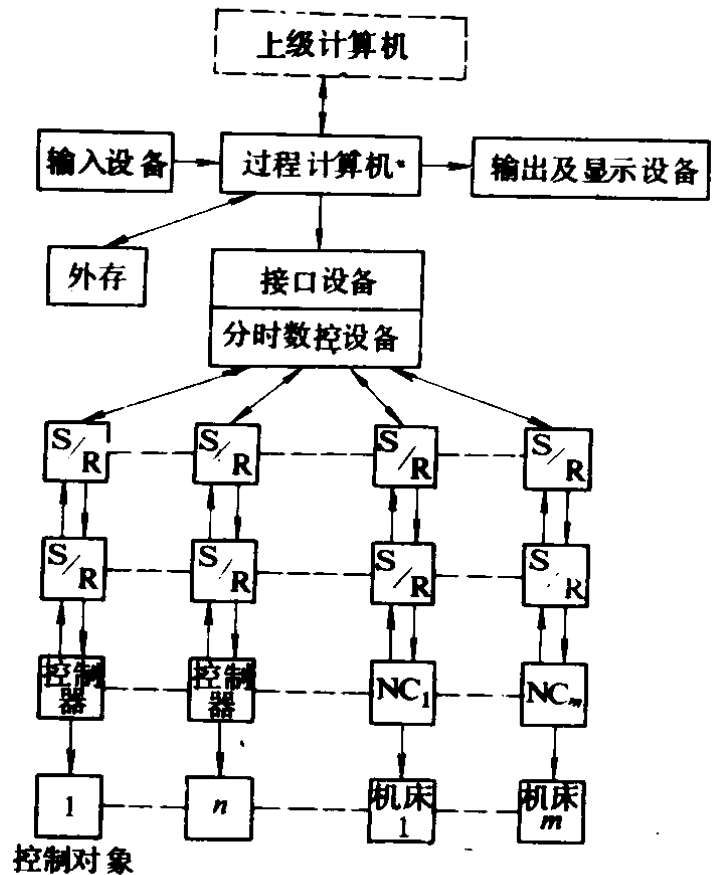 上级计算机
输入设备
过程计算机
输出及显示设备
外存
接口设备
分时数控设备
S/R
S/R
S/R
S/R
S/R
S/R
S/R
S/R
控制器
控制器
NC₁
NCₘ
1
n
机床
1
机床
m
控制对象